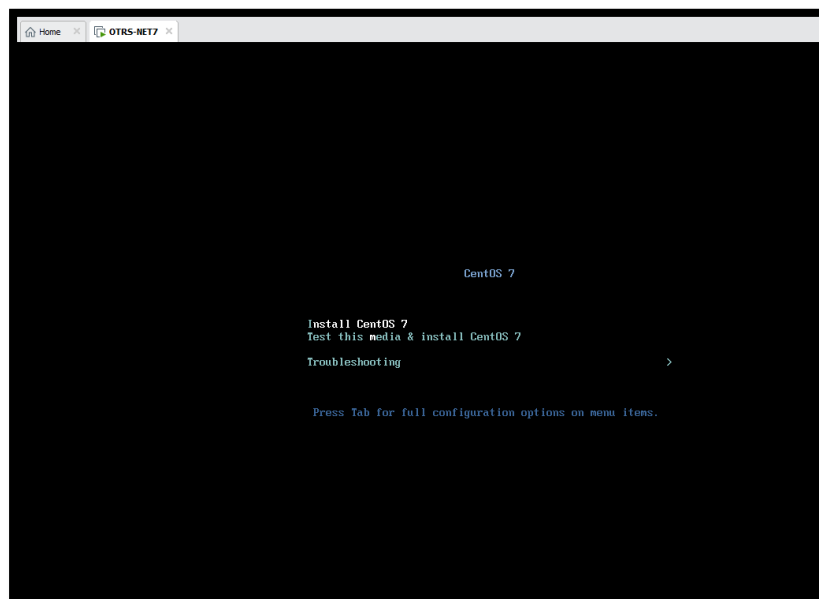 Home
OTRS-NET7
CentOS 7
Install CentOS 7
Test this media & install CentOS 7
Troubleshooting >
Press Tab for full configuration options on menu items.